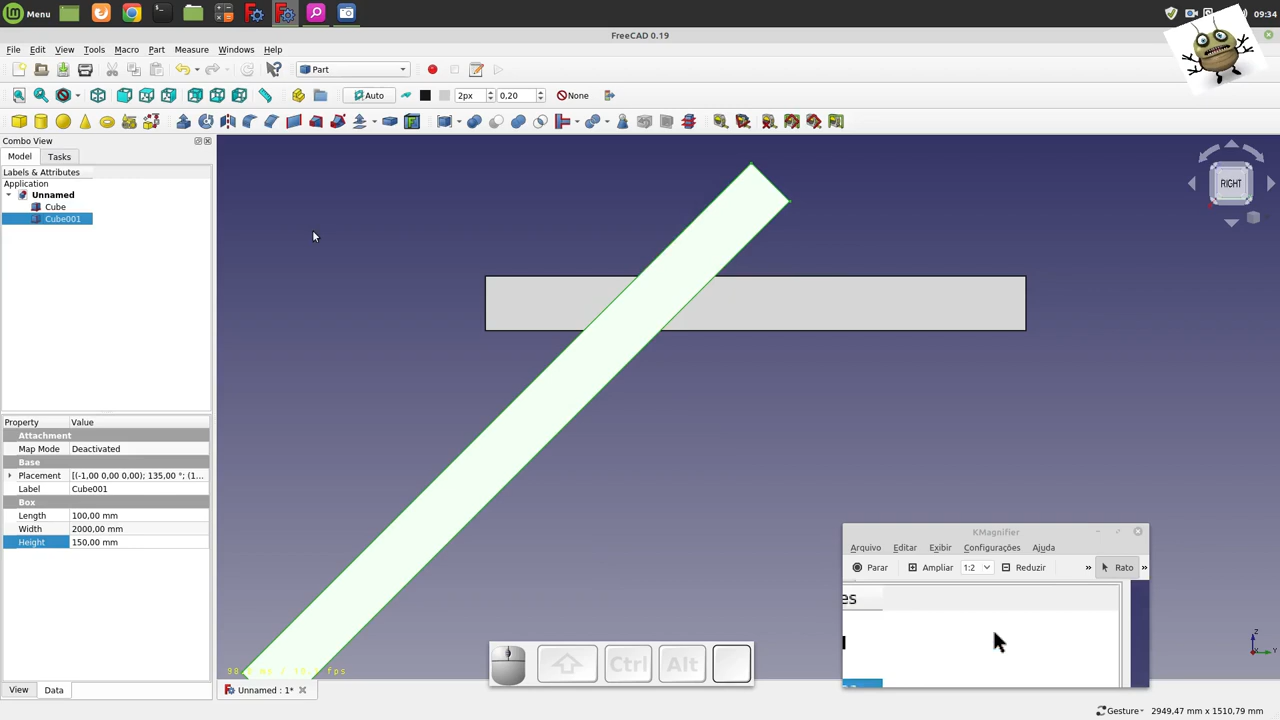 Menu
09:34
FreeCAD 0.19
File Edit View Tools Macro Part Measure Windows Help
Part
Auto 2px 0.20 None
Combo View
Model Tasks
Labels & Attributes
Application
Unnamed
Cube
Cube001
RIGHT
Property Value
Attachment
Map Mode Deactivated
Base
Placement [(-1,00 0,00 0,00); 135,00 °; (1...
Label Cube001
Box
Length 100,00 mm
Width 2000,00 mm
Height 150,00 mm
KMagnifier
Arquivo Editar Exibir Configurações Ajuda
Parar Ampliar 1:2 Reduzir » Rato »
es
Ctrl Alt
Z
Y
View Data
Unnamed : 1*
Gesture 2949,47 mm x 1510,79 mm